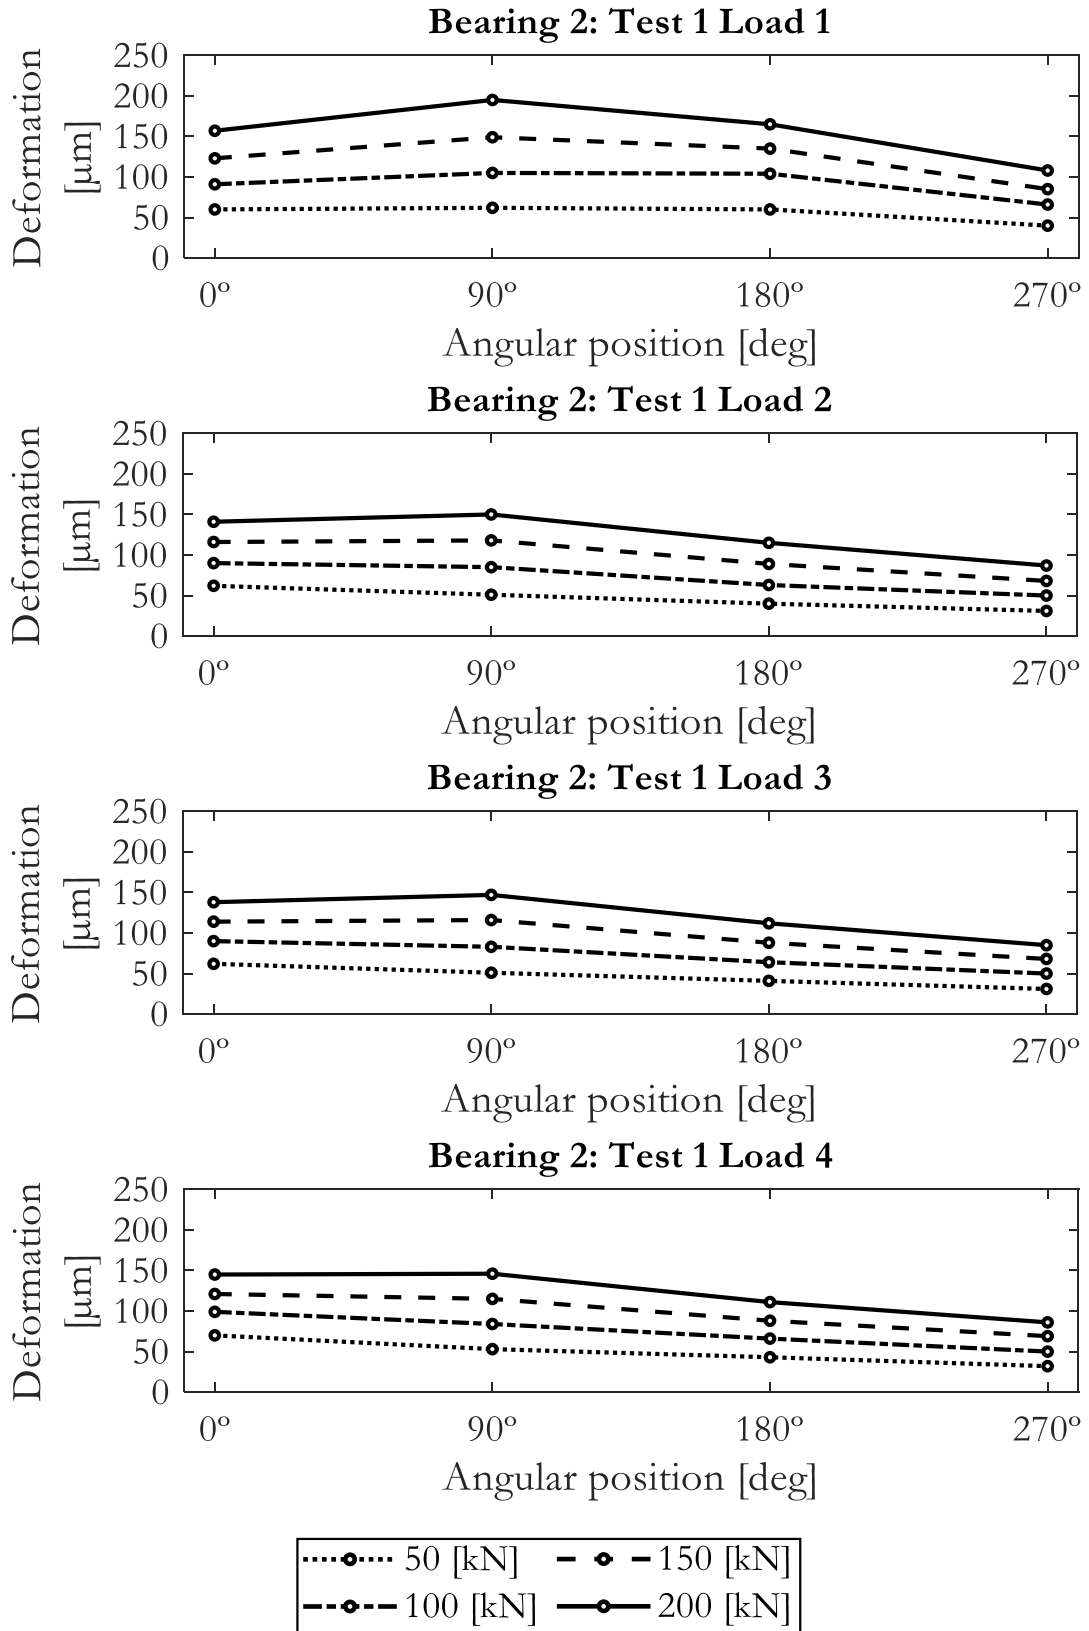 Bearing 2: Test 1 Load 1
Deformation
[µm]
250
200
150
100
50
0
0º 90º 180º 270º
Angular position [deg]
Bearing 2: Test 1 Load 2
Deformation
[µm]
250
200
150
100
50
0
0º 90º 180º 270º
Angular position [deg]
Bearing 2: Test 1 Load 3
Deformation
[µm]
250
200
150
100
50
0
0º 90º 180º 270º
Angular position [deg]
Bearing 2: Test 1 Load 4
Deformation
[µm]
250
200
150
100
50
0
0º 90º 180º 270º
Angular position [deg]
50 [kN] 150 [kN]
100 [kN] 200 [kN]